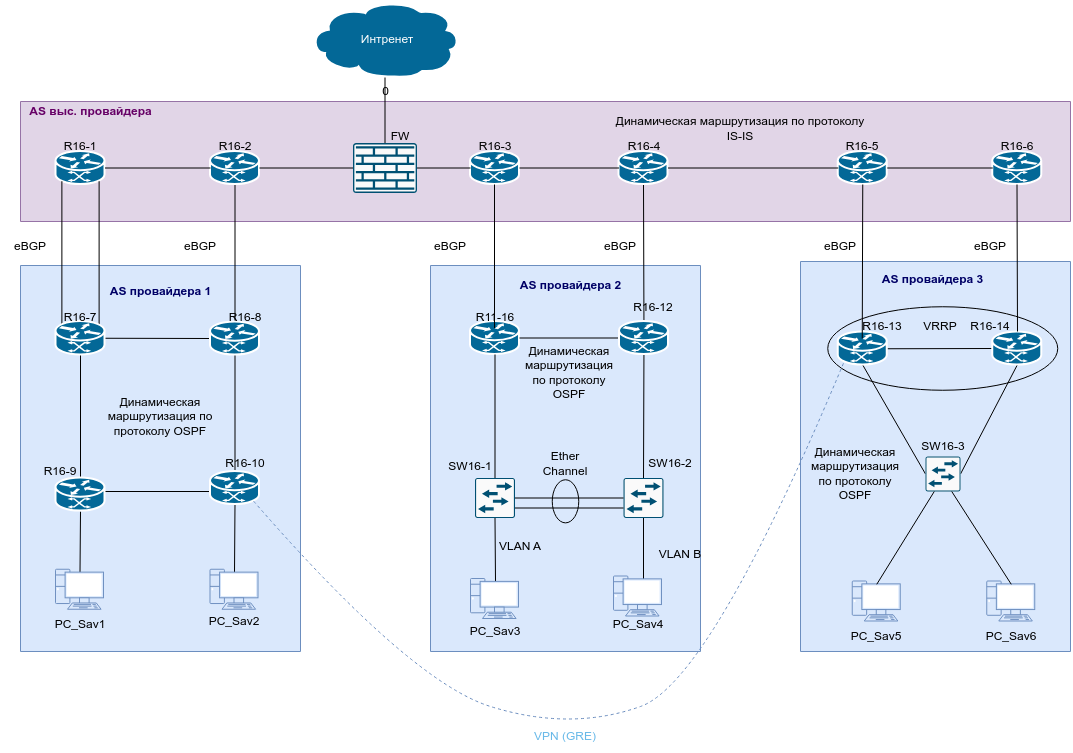 Интренет
0
AS выс. провайдера
FW
Динамическая маршрутизация по протоколу
IS-IS
R16-1
R16-2
R16-3
R16-4
R16-5
R16-6
eBGP
eBGP
eBGP
eBGP
eBGP
eBGP
AS провайдера 1
AS провайдера 2
AS провайдера 3
R16-7
R16-8
R11-16
R16-12
R16-13
VRRP
R16-14
Динамическая
маршрутизация
по протоколу
OSPF
Динамическая
маршрутизация по
протоколу OSPF
R16-9
R16-10
SW16-1
Ether
Channel
SW16-2
SW16-3
Динамическая
маршрутизация
по протоколу
OSPF
VLAN A
VLAN B
PC_Sav1
PC_Sav2
PC_Sav3
PC_Sav4
PC_Sav5
PC_Sav6
VPN (GRE)